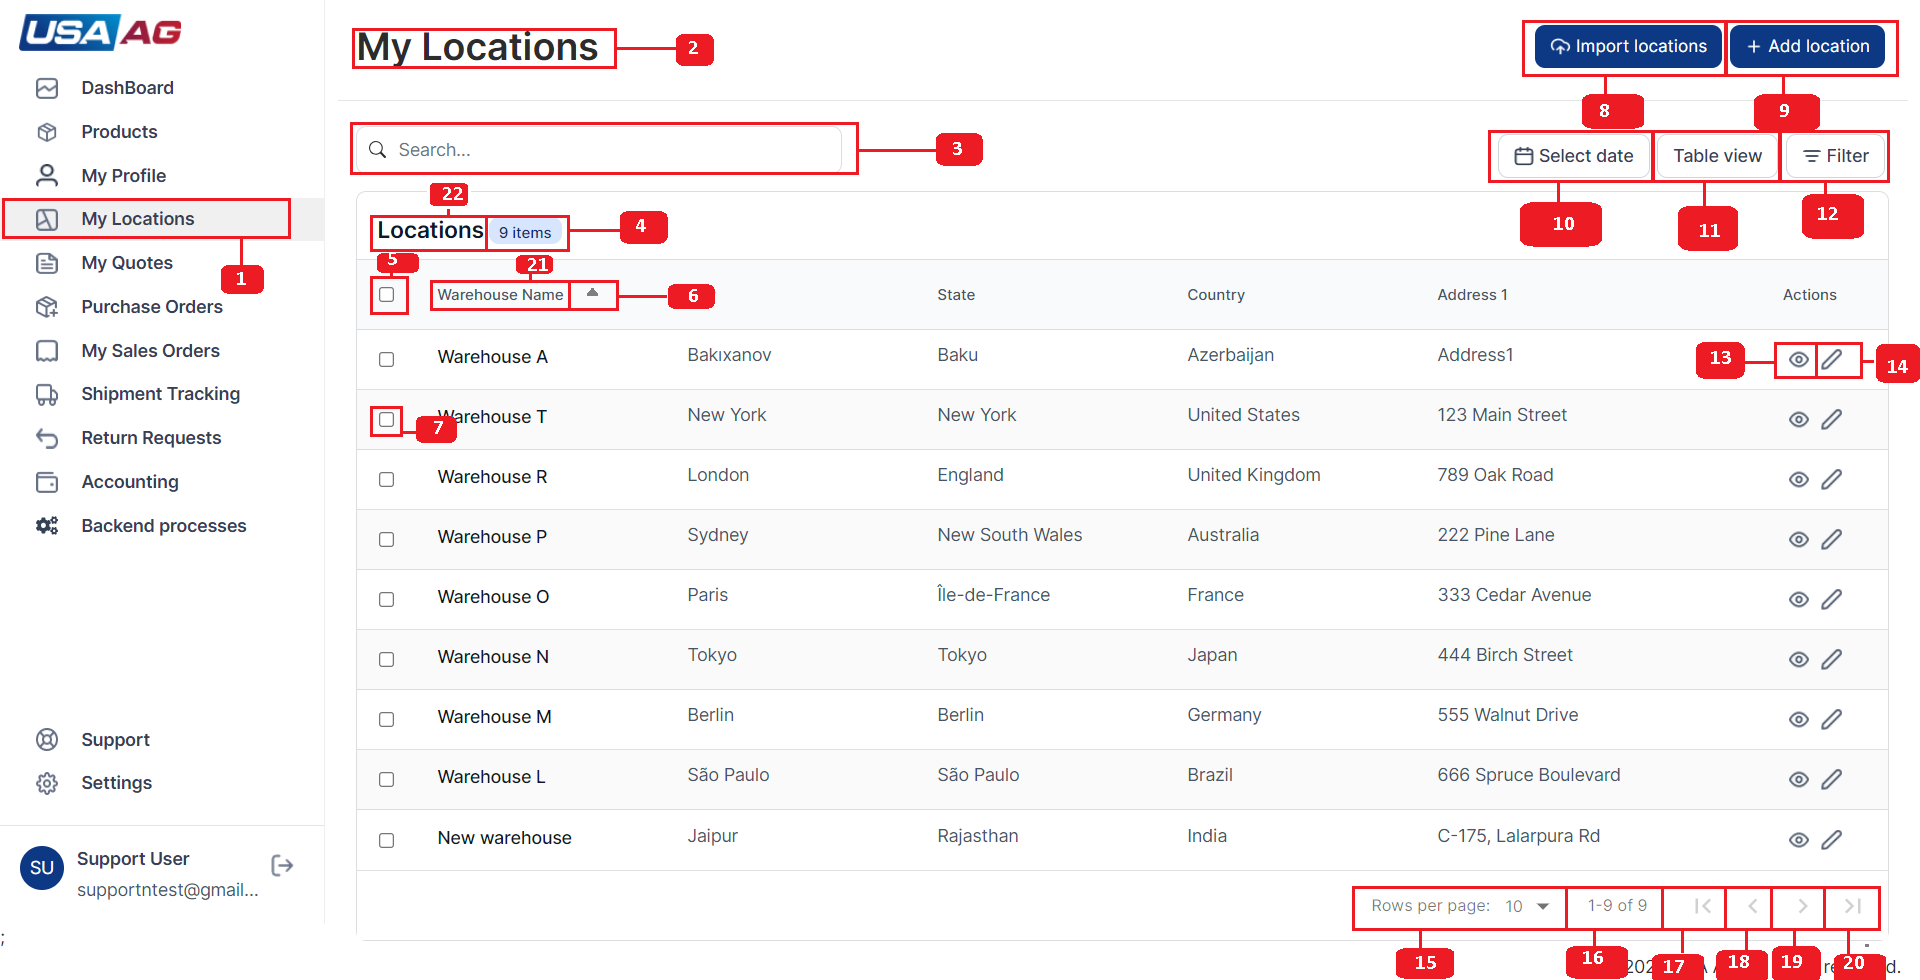 USA AG
DashBoard
Products
My Profile
My Locations
1
My Quotes
Purchase Orders
My Sales Orders
Shipment Tracking
Return Requests
Accounting
Backend processes
Support
Settings
SU
Support User
supportntest@gmail...
;
My Locations
2
Import locations
+ Add location
8
9
Search...
3
Select date
Table view
Filter
10
11
12
22
Locations
9 items
4
5
21
Warehouse Name
6
State
Country
Address 1
Actions
Warehouse A Bakıxanov Baku Azerbaijan Address1
13
14
Warehouse T New York New York United States 123 Main Street
7
Warehouse R London England United Kingdom 789 Oak Road
Warehouse P Sydney New South Wales Australia 222 Pine Lane
Warehouse O Paris Île-de-France France 333 Cedar Avenue
Warehouse N Tokyo Tokyo Japan 444 Birch Street
Warehouse M Berlin Berlin Germany 555 Walnut Drive
Warehouse L São Paulo São Paulo Brazil 666 Spruce Boulevard
New warehouse Jaipur Rajasthan India C-175, Lalarpura Rd
Rows per page: 10
1-9 of 9
15
16
17
18
19
20